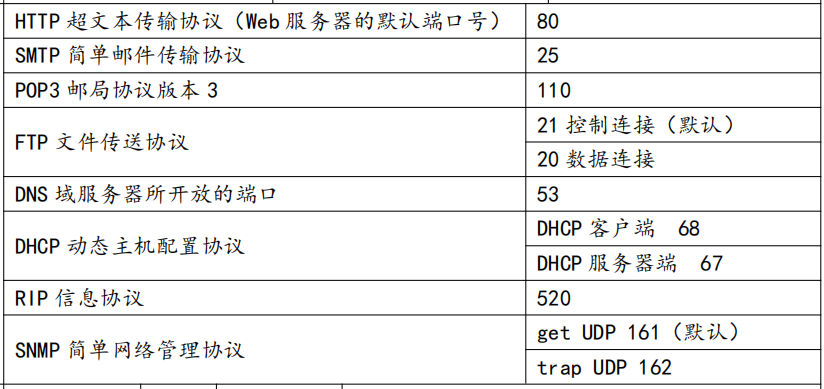 HTTP 超文本传输协议（Web 服务器的默认端口号） 80
SMTP 简单邮件传输协议 25
POP3 邮局协议版本 3 110
FTP 文件传送协议
21 控制连接（默认）
20 数据连接
DNS 域服务器所开放的端口 53
DHCP 动态主机配置协议
DHCP 客户端 68
DHCP 服务器端 67
RIP 信息协议 520
SNMP 简单网络管理协议
get UDP 161（默认）
trap UDP 162